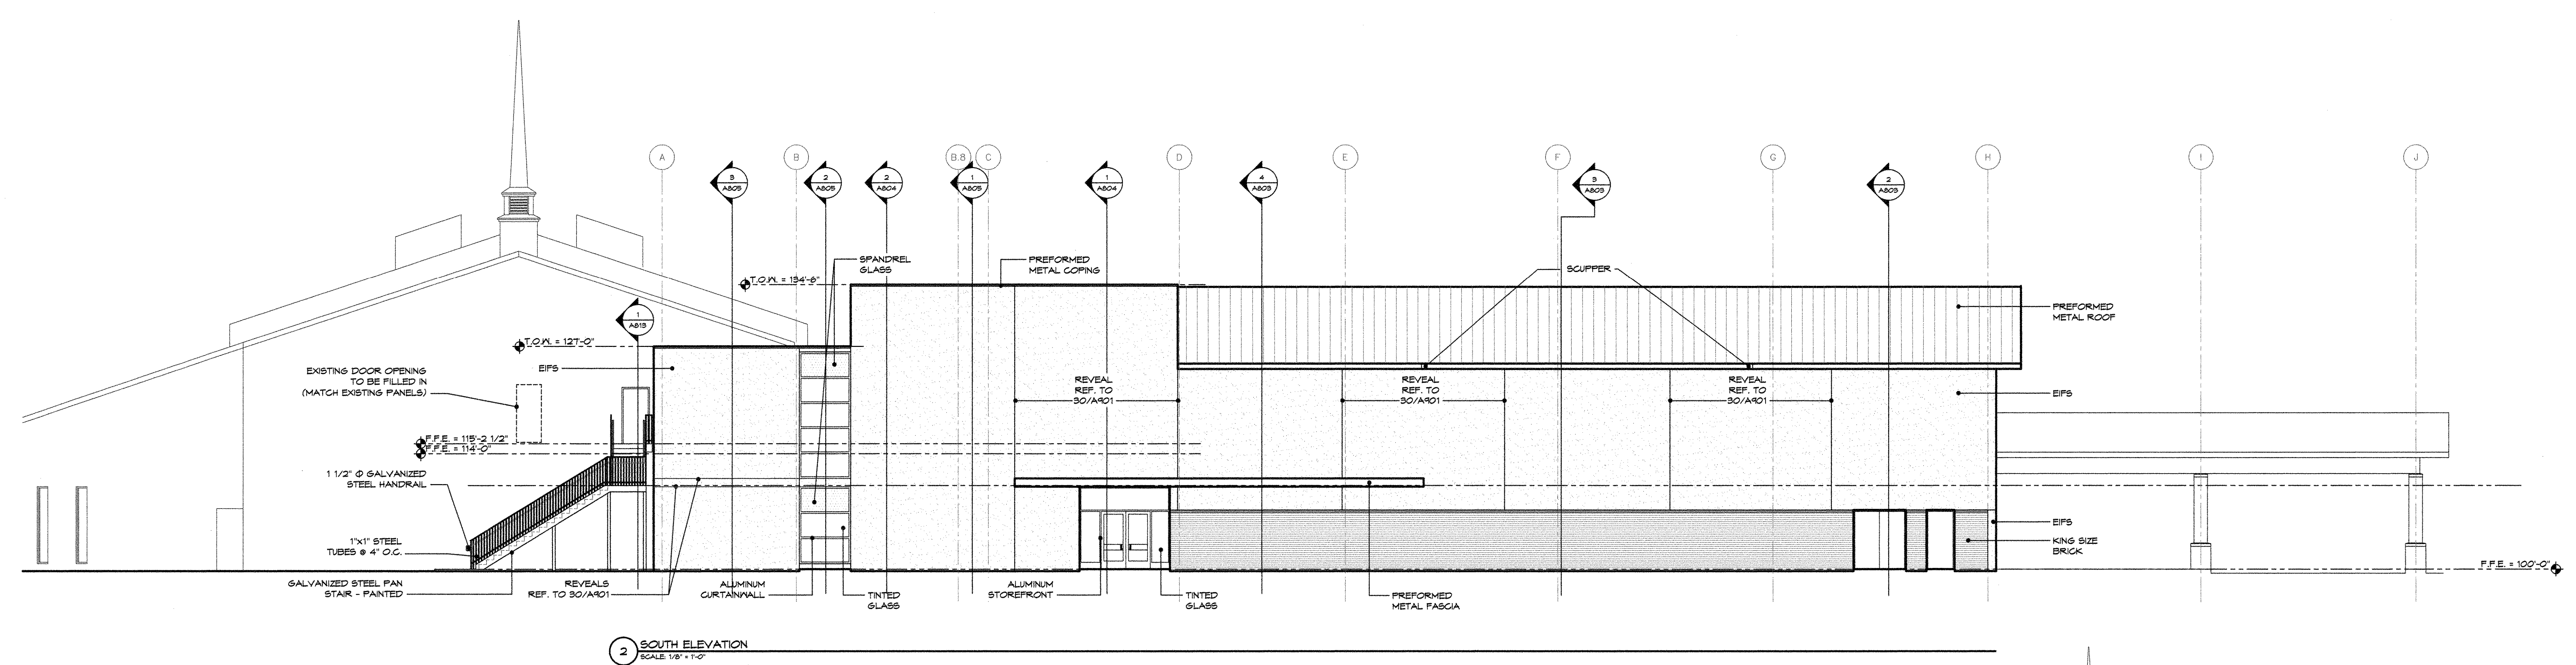 A
B
B.8
C
D
E
F
G
H
I
J
3
A805
2
A805
2
A804
1
A805
1
A804
4
A803
3
A803
2
A803
SPANDREL
GLASS
PREFORMED
METAL COPING
SCUPPER
T.O.W. = 134'-6"
PREFORMED
METAL ROOF
1
A813
T.O.W. = 127'-0"
EXISTING DOOR OPENING
TO BE FILLED IN
(MATCH EXISTING PANELS)
EIFS
REVEAL
REF. TO
30/A901
REVEAL
REF. TO
30/A901
REVEAL
REF. TO
30/A901
EIFS
F.F.E. = 115'-2 1/2"
F.F.E. = 114'-0"
1 1/2" Φ GALVANIZED
STEEL HANDRAIL
1"x1" STEEL
TUBES @ 4" O.C.
EIFS
KING SIZE
BRICK
F.F.E. = 100'-0"
GALVANIZED STEEL PAN
STAIR - PAINTED
REVEALS
REF. TO 30/A901
ALUMINUM
CURTAINWALL
TINTED
GLASS
ALUMINUM
STOREFRONT
TINTED
GLASS
PREFORMED
METAL FASCIA
2
SOUTH ELEVATION
SCALE: 1/8" = 1'-0"